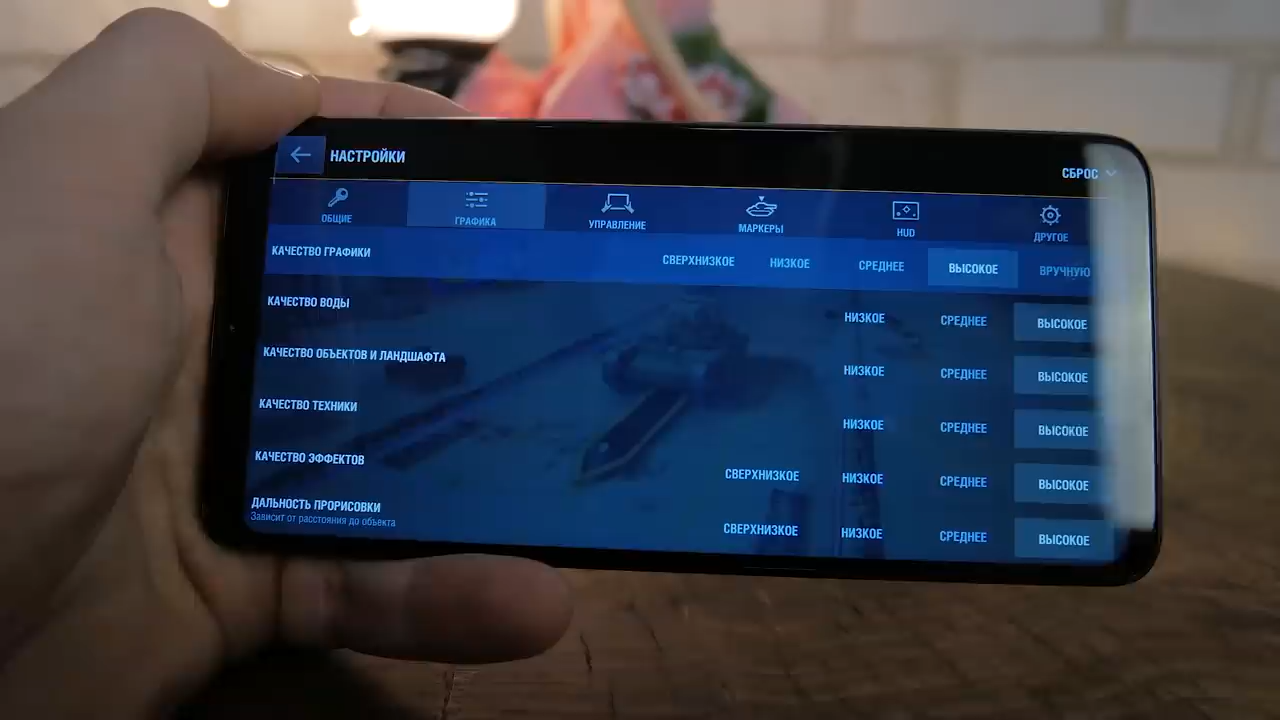 НАСТРОЙКИ
СБРОС
ОБЩИЕ ГРАФИКА УПРАВЛЕНИЕ МАРКЕРЫ HUD ДРУГОЕ
КАЧЕСТВО ГРАФИКИ СВЕРХНИЗКОЕ НИЗКОЕ СРЕДНЕЕ ВЫСОКОЕ ВРУЧНУЮ
КАЧЕСТВО ВОДЫ НИЗКОЕ СРЕДНЕЕ ВЫСОКОЕ
КАЧЕСТВО ОБЪЕКТОВ И ЛАНДШАФТА НИЗКОЕ СРЕДНЕЕ ВЫСОКОЕ
КАЧЕСТВО ТЕХНИКИ НИЗКОЕ СРЕДНЕЕ ВЫСОКОЕ
КАЧЕСТВО ЭФФЕКТОВ СВЕРХНИЗКОЕ НИЗКОЕ СРЕДНЕЕ ВЫСОКОЕ
ДАЛЬНОСТЬ ПРОРИСОВКИ СВЕРХНИЗКОЕ НИЗКОЕ СРЕДНЕЕ ВЫСОКОЕ
Зависит от расстояния до объекта